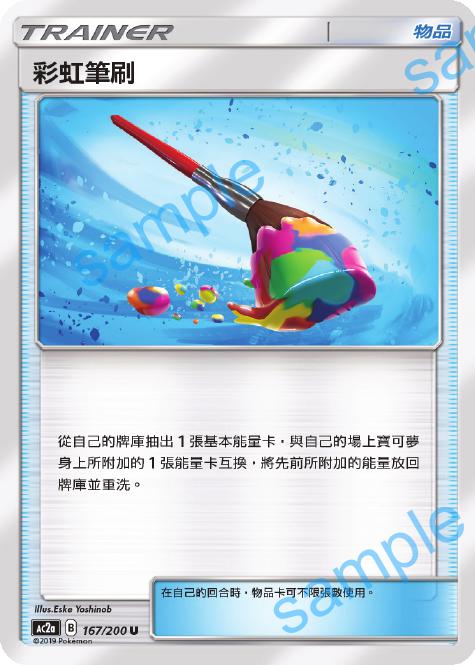 TRAINER
物品
彩虹筆刷
sample
sample
從自己的牌庫抽出1張基本能量卡，與自己的場上寶可夢
身上所附加的1張能量卡互換，將先前所附加的能量放回
牌庫並重洗。
sample
在自己的回合時，物品卡可不限張數使用。
Illus.Eske Yoshinob
AC2a B 167/200 U
©2019 Pokémon